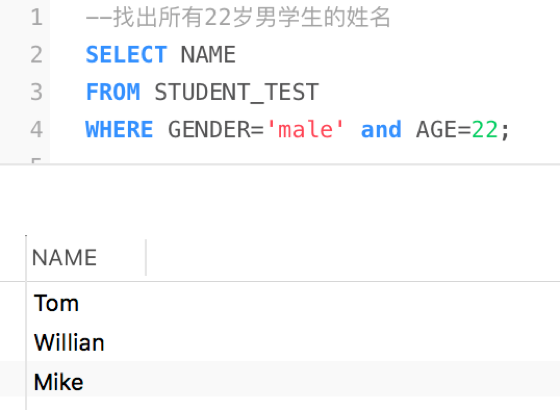 1 --找出所有22岁男学生的姓名
2 SELECT NAME
3 FROM STUDENT_TEST
4 WHERE GENDER='male' and AGE=22;
NAME
Tom
Willian
Mike